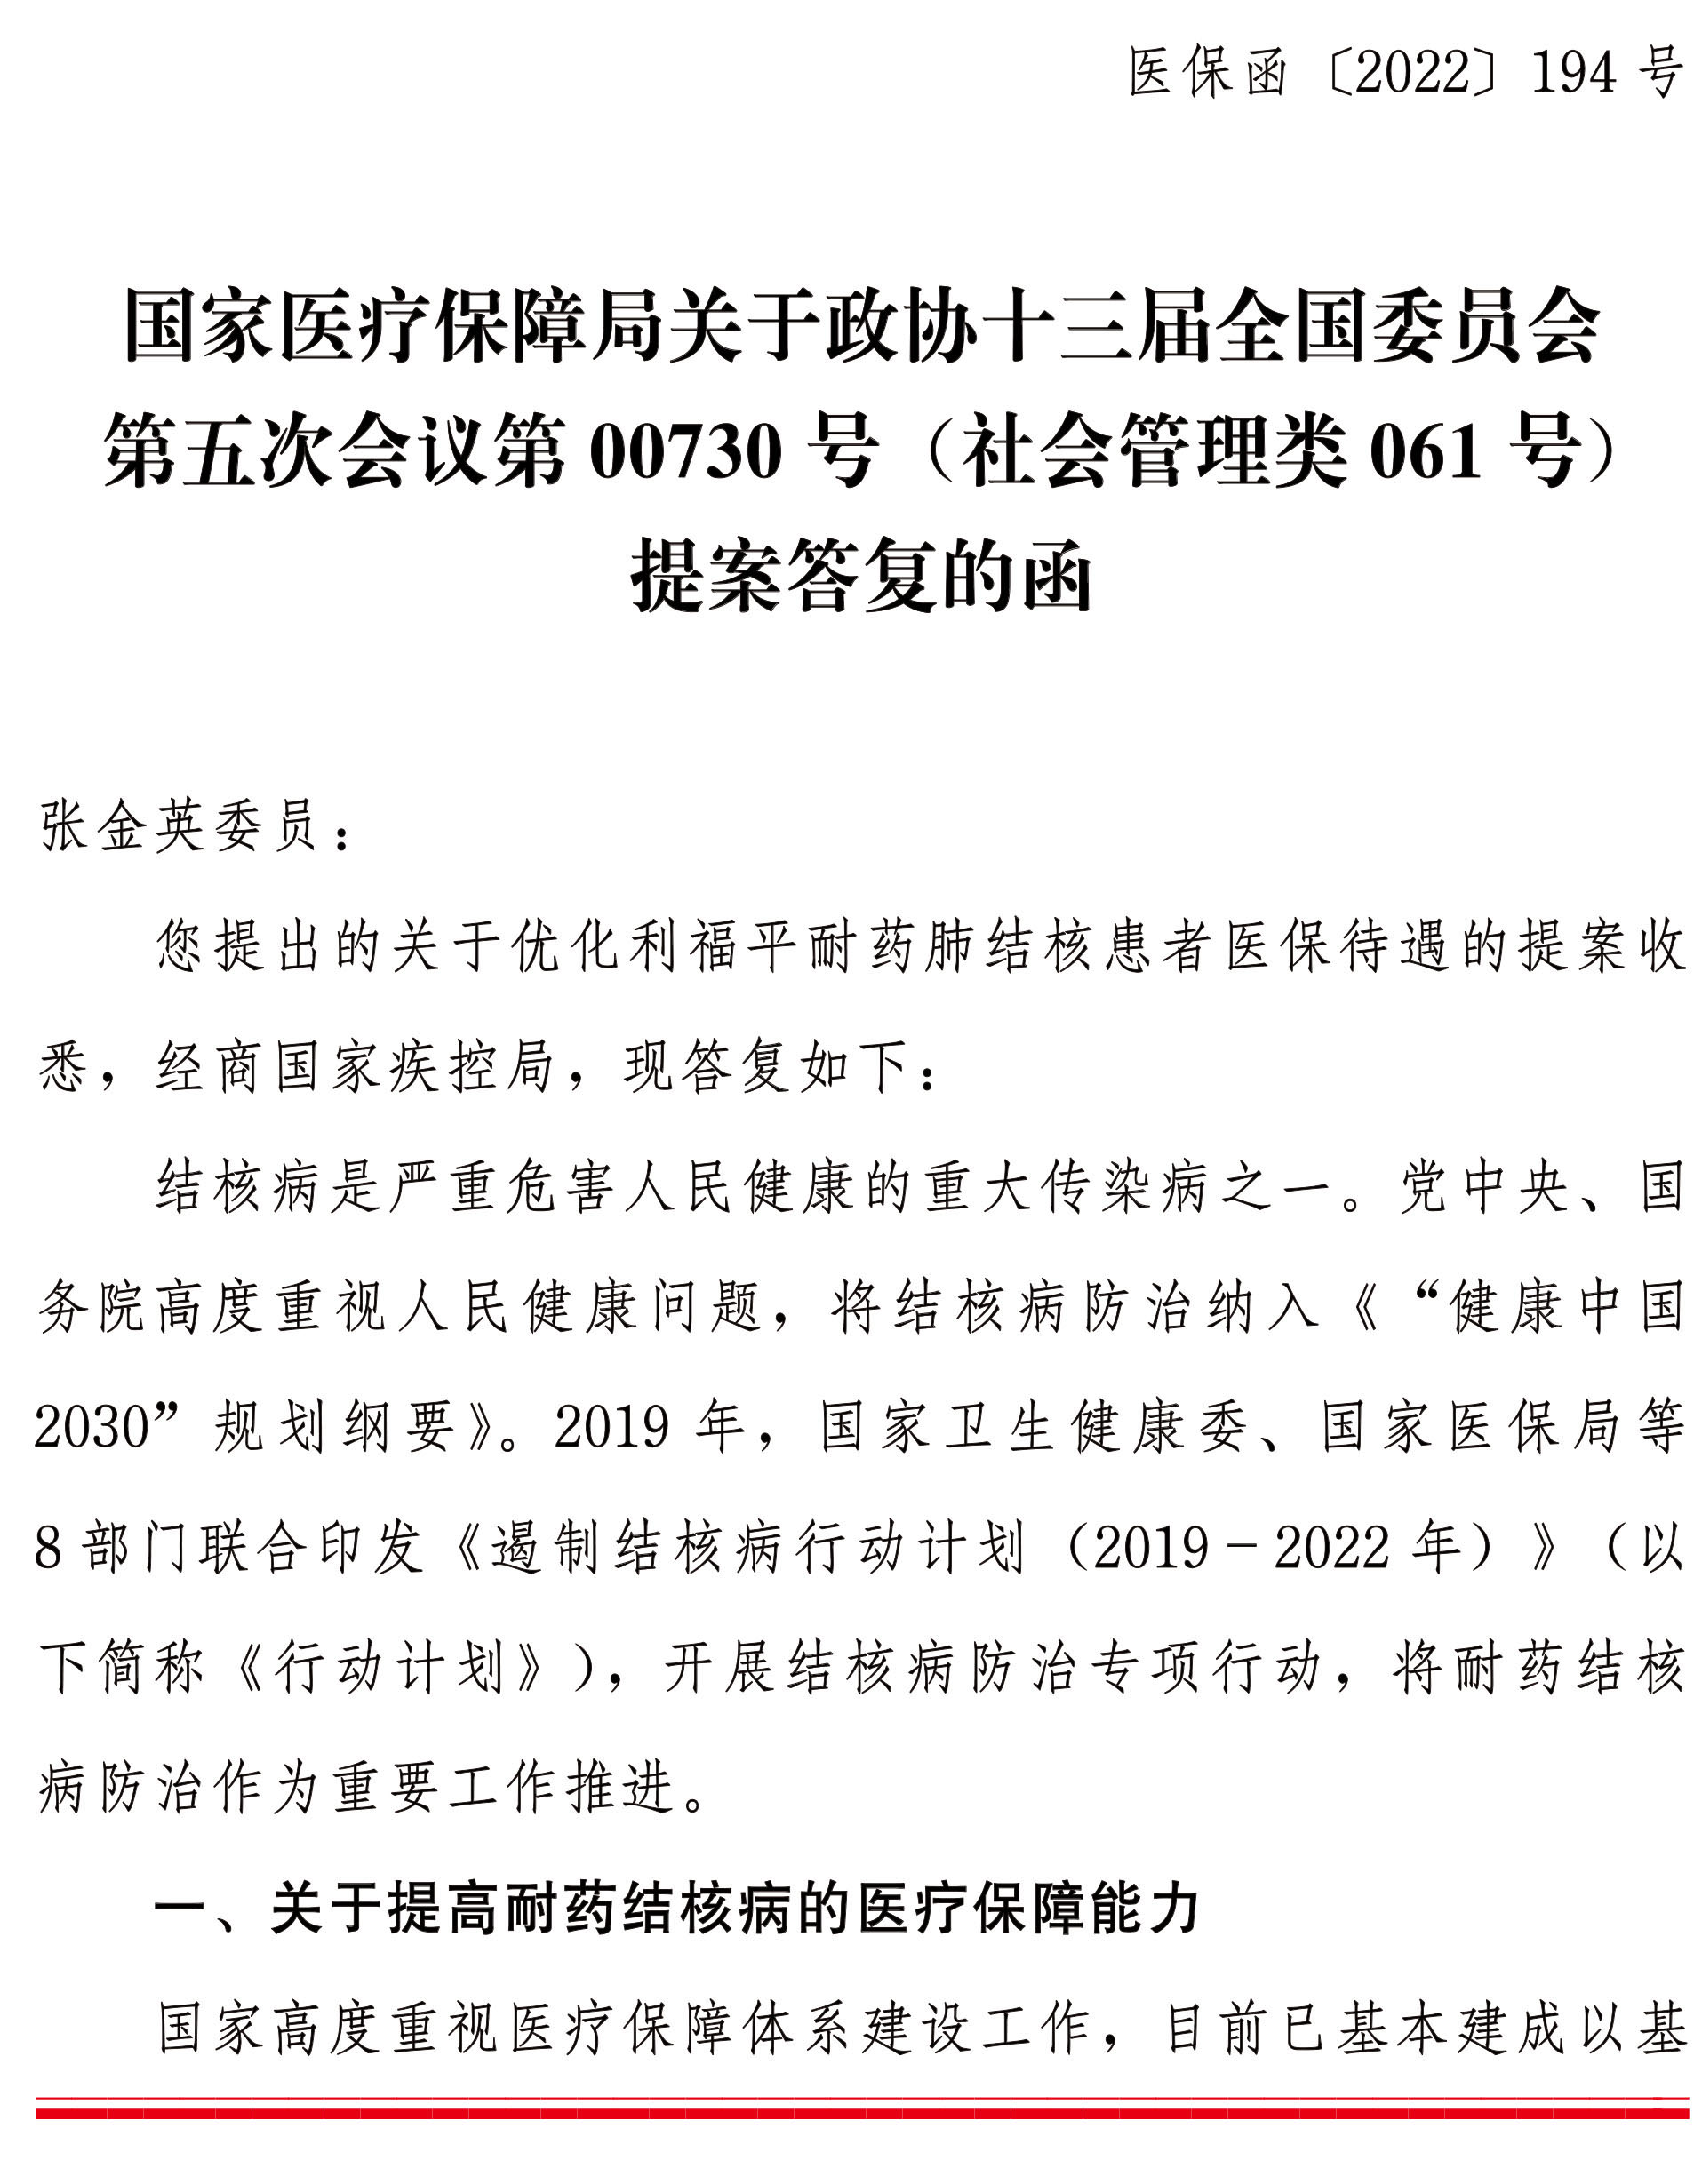 医保函〔2022〕194 号
国家医疗保障局关于政协十三届全国委员会
第五次会议第 00730 号（社会管理类 061 号）
提案答复的函
张金英委员：
您提出的关于优化利福平耐药肺结核患者医保待遇的提案收
悉，经商国家疾控局，现答复如下：
结核病是严重危害人民健康的重大传染病之一。党中央、国
务院高度重视人民健康问题，将结核病防治纳入《“健康中国
2030”规划纲要》。2019 年，国家卫生健康委、国家医保局等
8 部门联合印发《遏制结核病行动计划（2019－2022 年）》（以
下简称《行动计划》），开展结核病防治专项行动，将耐药结核
病防治作为重要工作推进。
一、关于提高耐药结核病的医疗保障能力
国家高度重视医疗保障体系建设工作，目前已基本建成以基